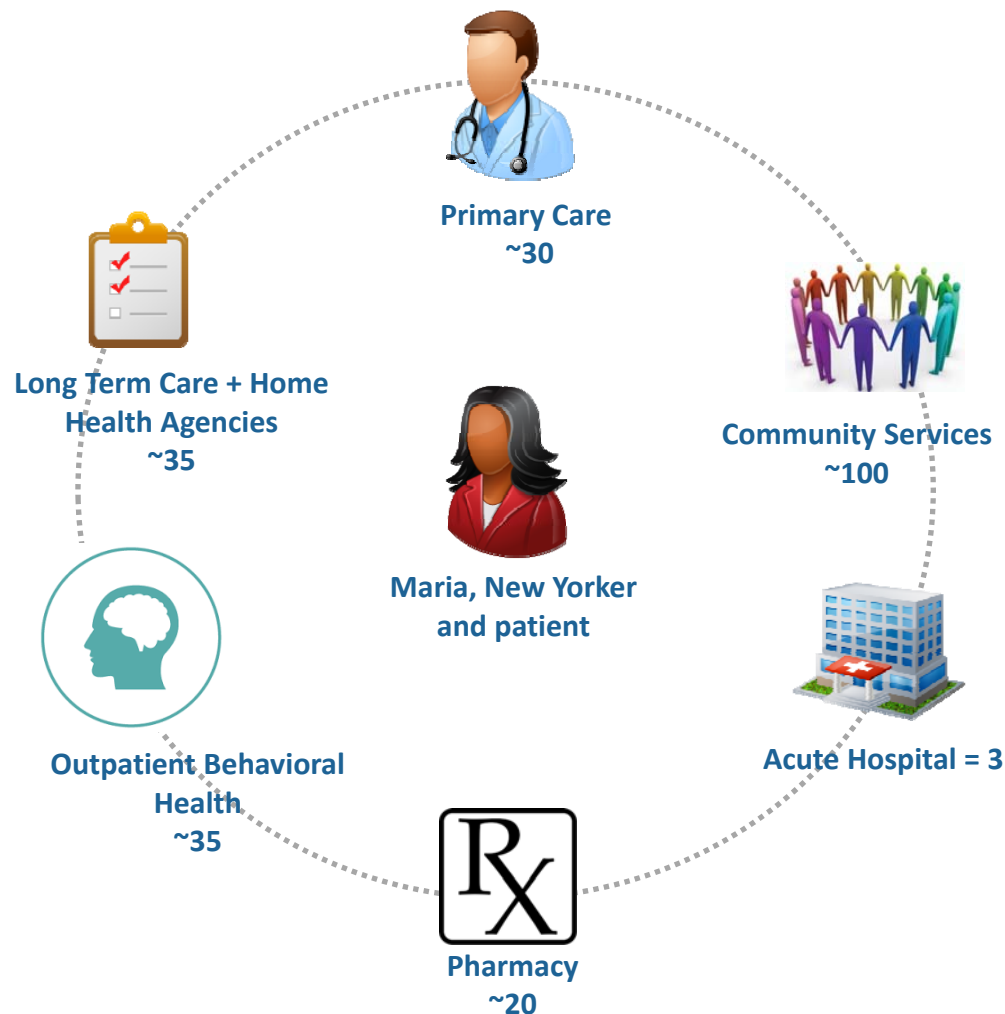 Primary Care
~30
Long Term Care + Home
Health Agencies
~35
Community Services
~100
Maria, New Yorker
and patient
Outpatient Behavioral
Health
~35
Acute Hospital = 3
RX
Pharmacy
~20